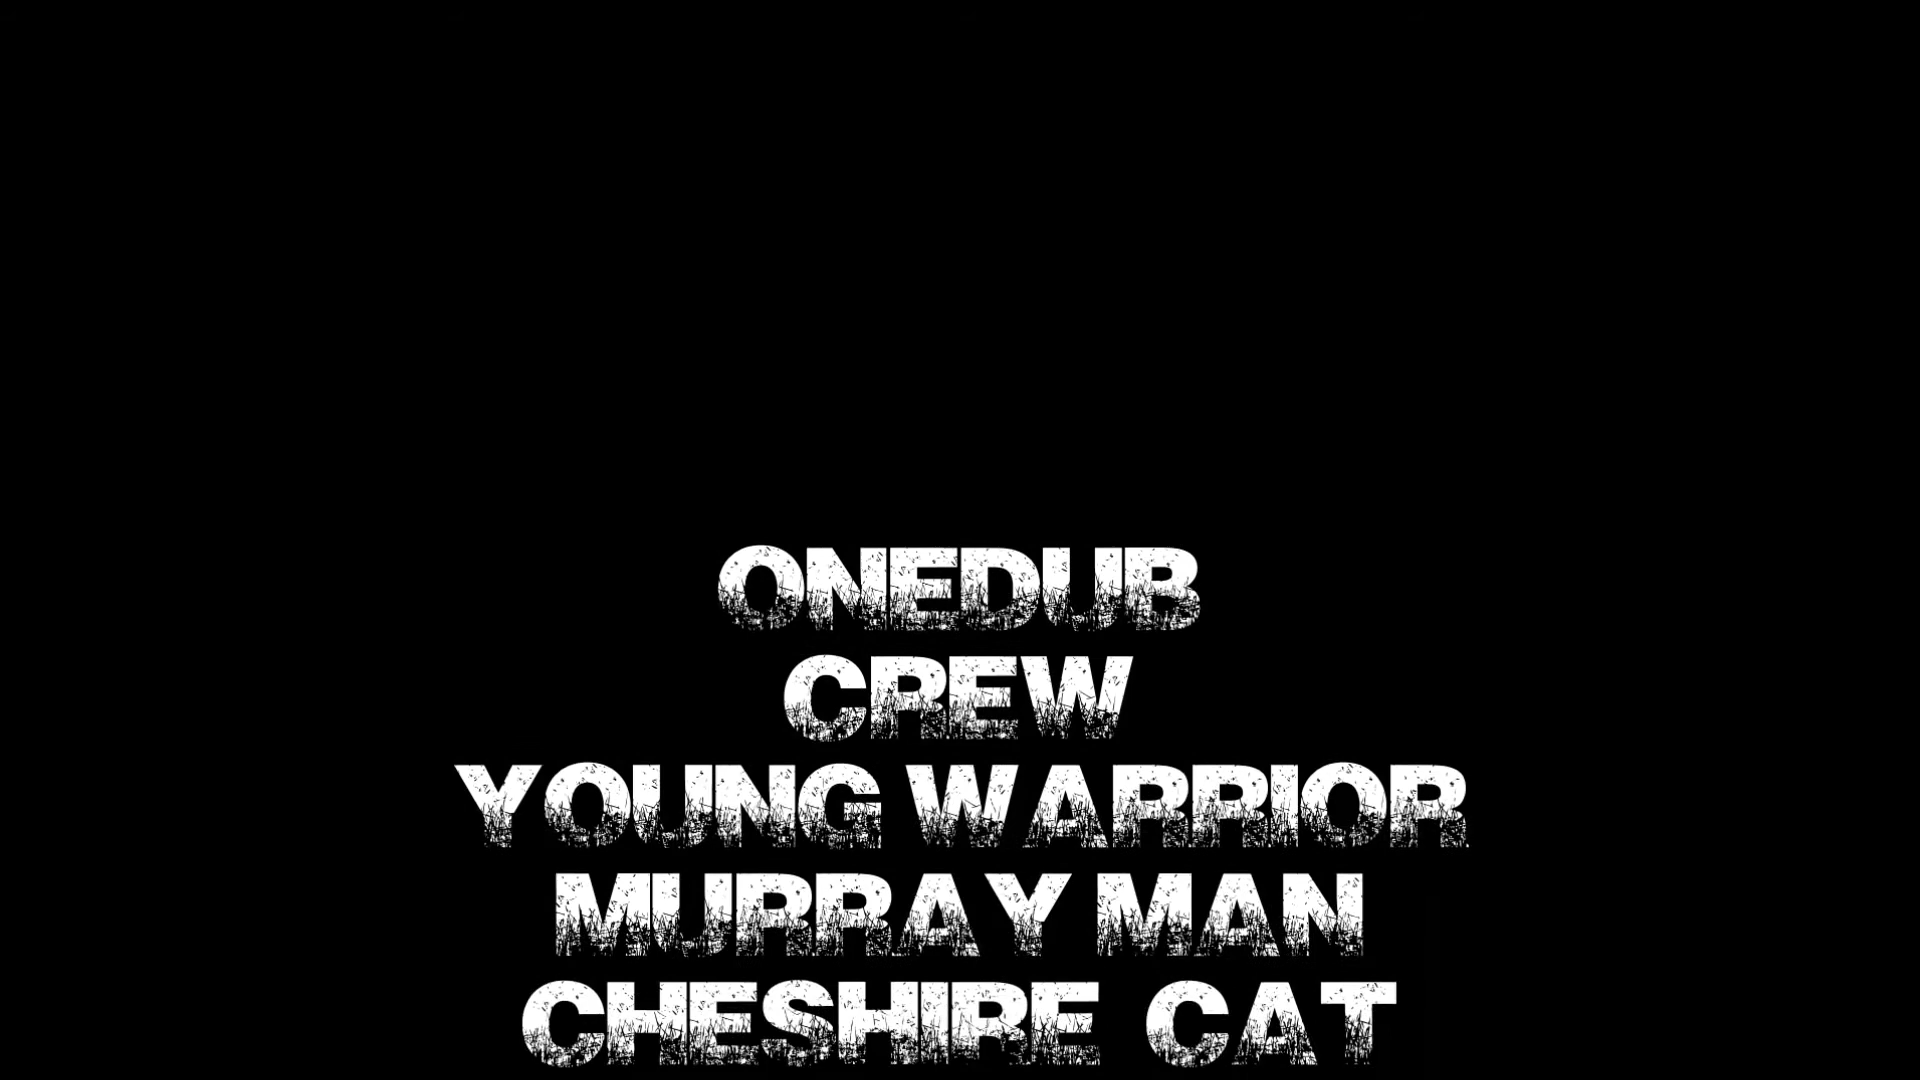 ONEDUB
CREW
YOUNG WARRIOR
MURRAY MAN
CHESHIRE CAT